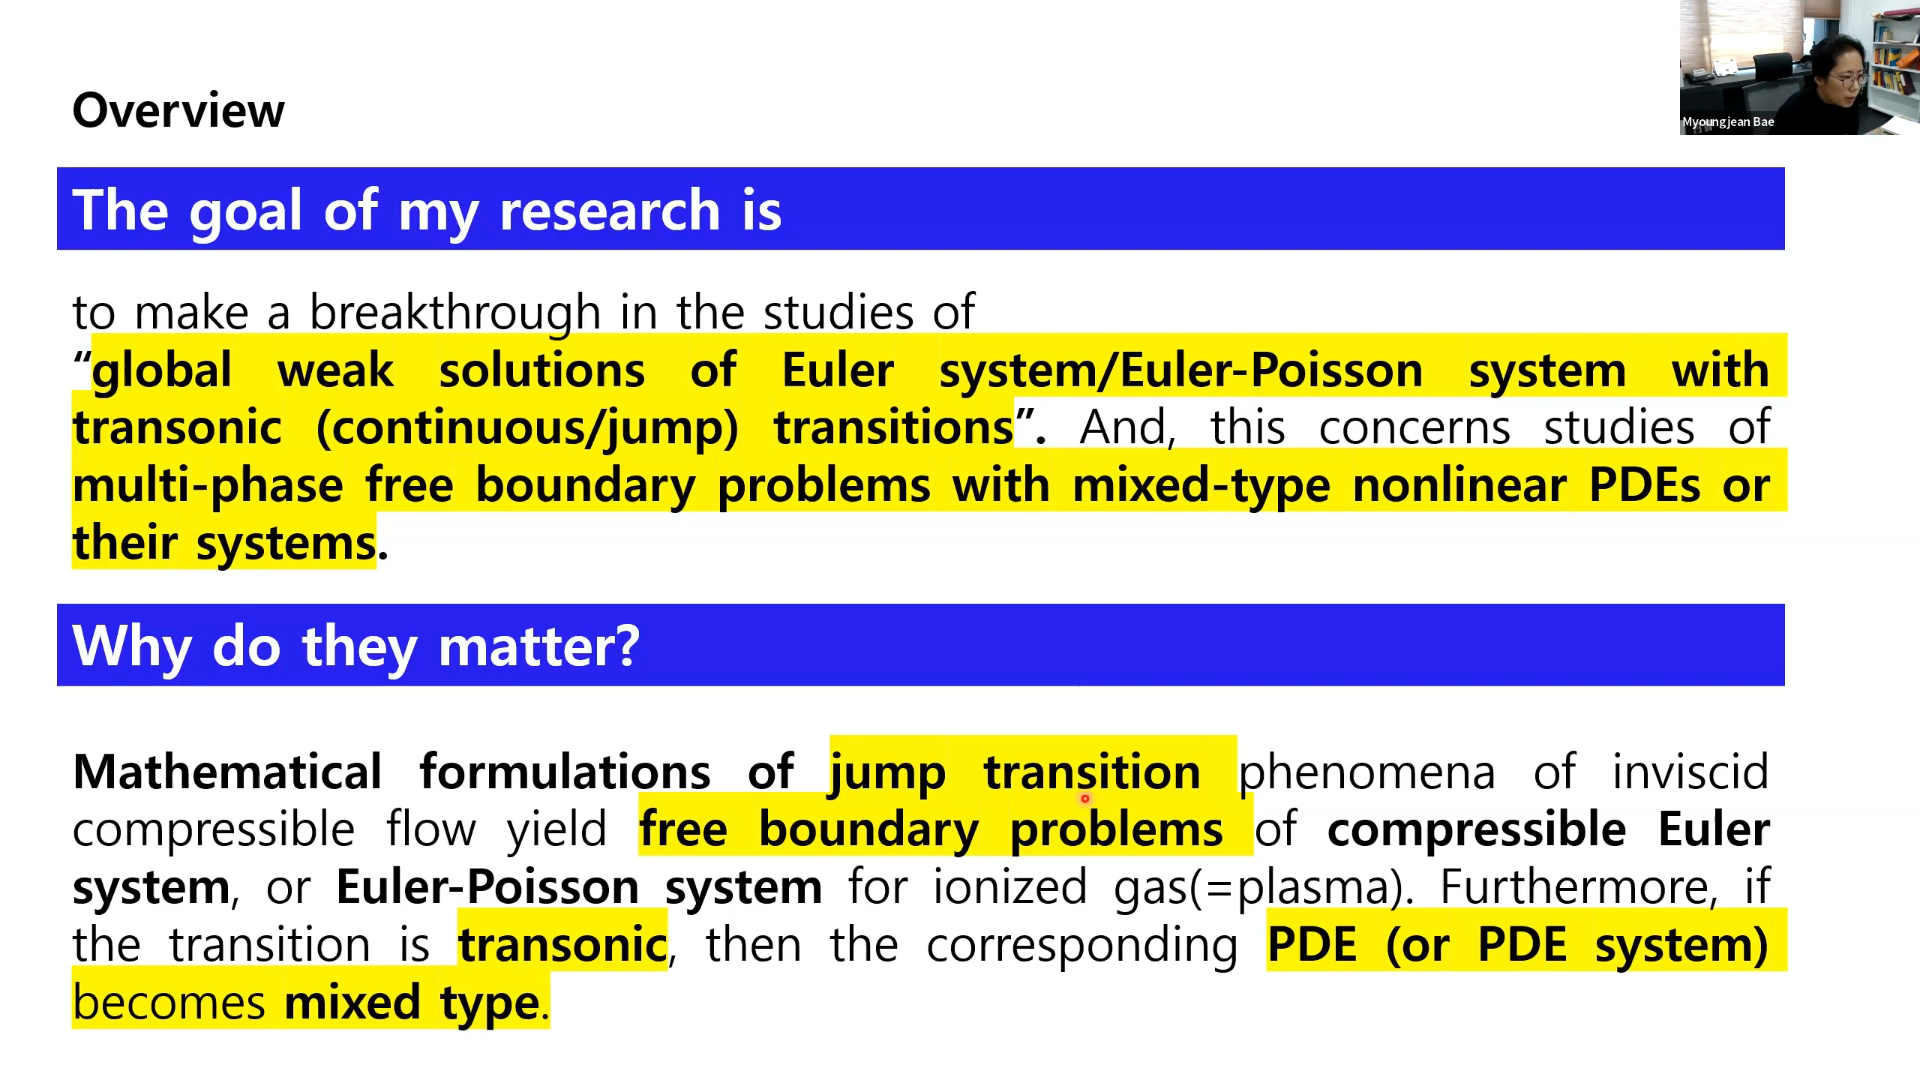 Overview
Myoungjean Bae
The goal of my research is
to make a breakthrough in the studies of
“global weak solutions of Euler system/Euler-Poisson system with
transonic (continuous/jump) transitions”. And, this concerns studies of
multi-phase free boundary problems with mixed-type nonlinear PDEs or
their systems.
Why do they matter?
Mathematical formulations of jump transition phenomena of inviscid
compressible flow yield free boundary problems of compressible Euler
system, or Euler-Poisson system for ionized gas(=plasma). Furthermore, if
the transition is transonic, then the corresponding PDE (or PDE system)
becomes mixed type.